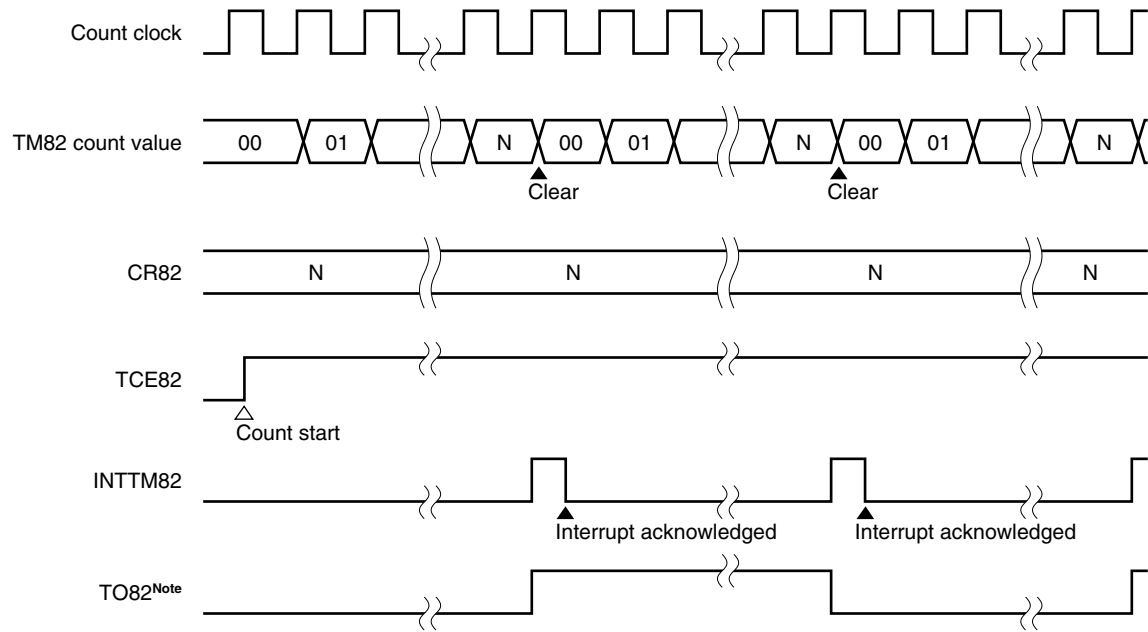 Count clock
TM82 count value 00 01 N 00 01 N 00 01 N
Clear Clear
CR82 N N N N
TCE82
Count start
INTTM82
Interrupt acknowledged Interrupt acknowledged
TO82Note